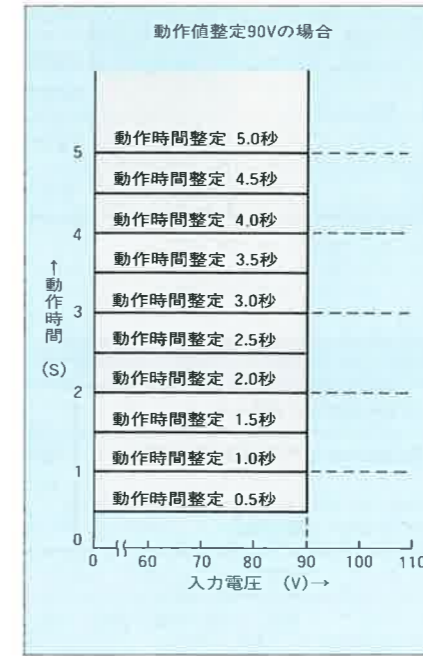 動作値整定90Vの場合
動作時間整定 5.0秒
5
動作時間整定 4.5秒
動作時間整定 4.0秒
4
動作時間整定 3.5秒
↑動作時間 (S)
動作時間整定 3.0秒
3
動作時間整定 2.5秒
動作時間整定 2.0秒
2
動作時間整定 1.5秒
動作時間整定 1.0秒
1
動作時間整定 0.5秒
0
0 60 70 80 90 100 110
入力電圧 (V)→